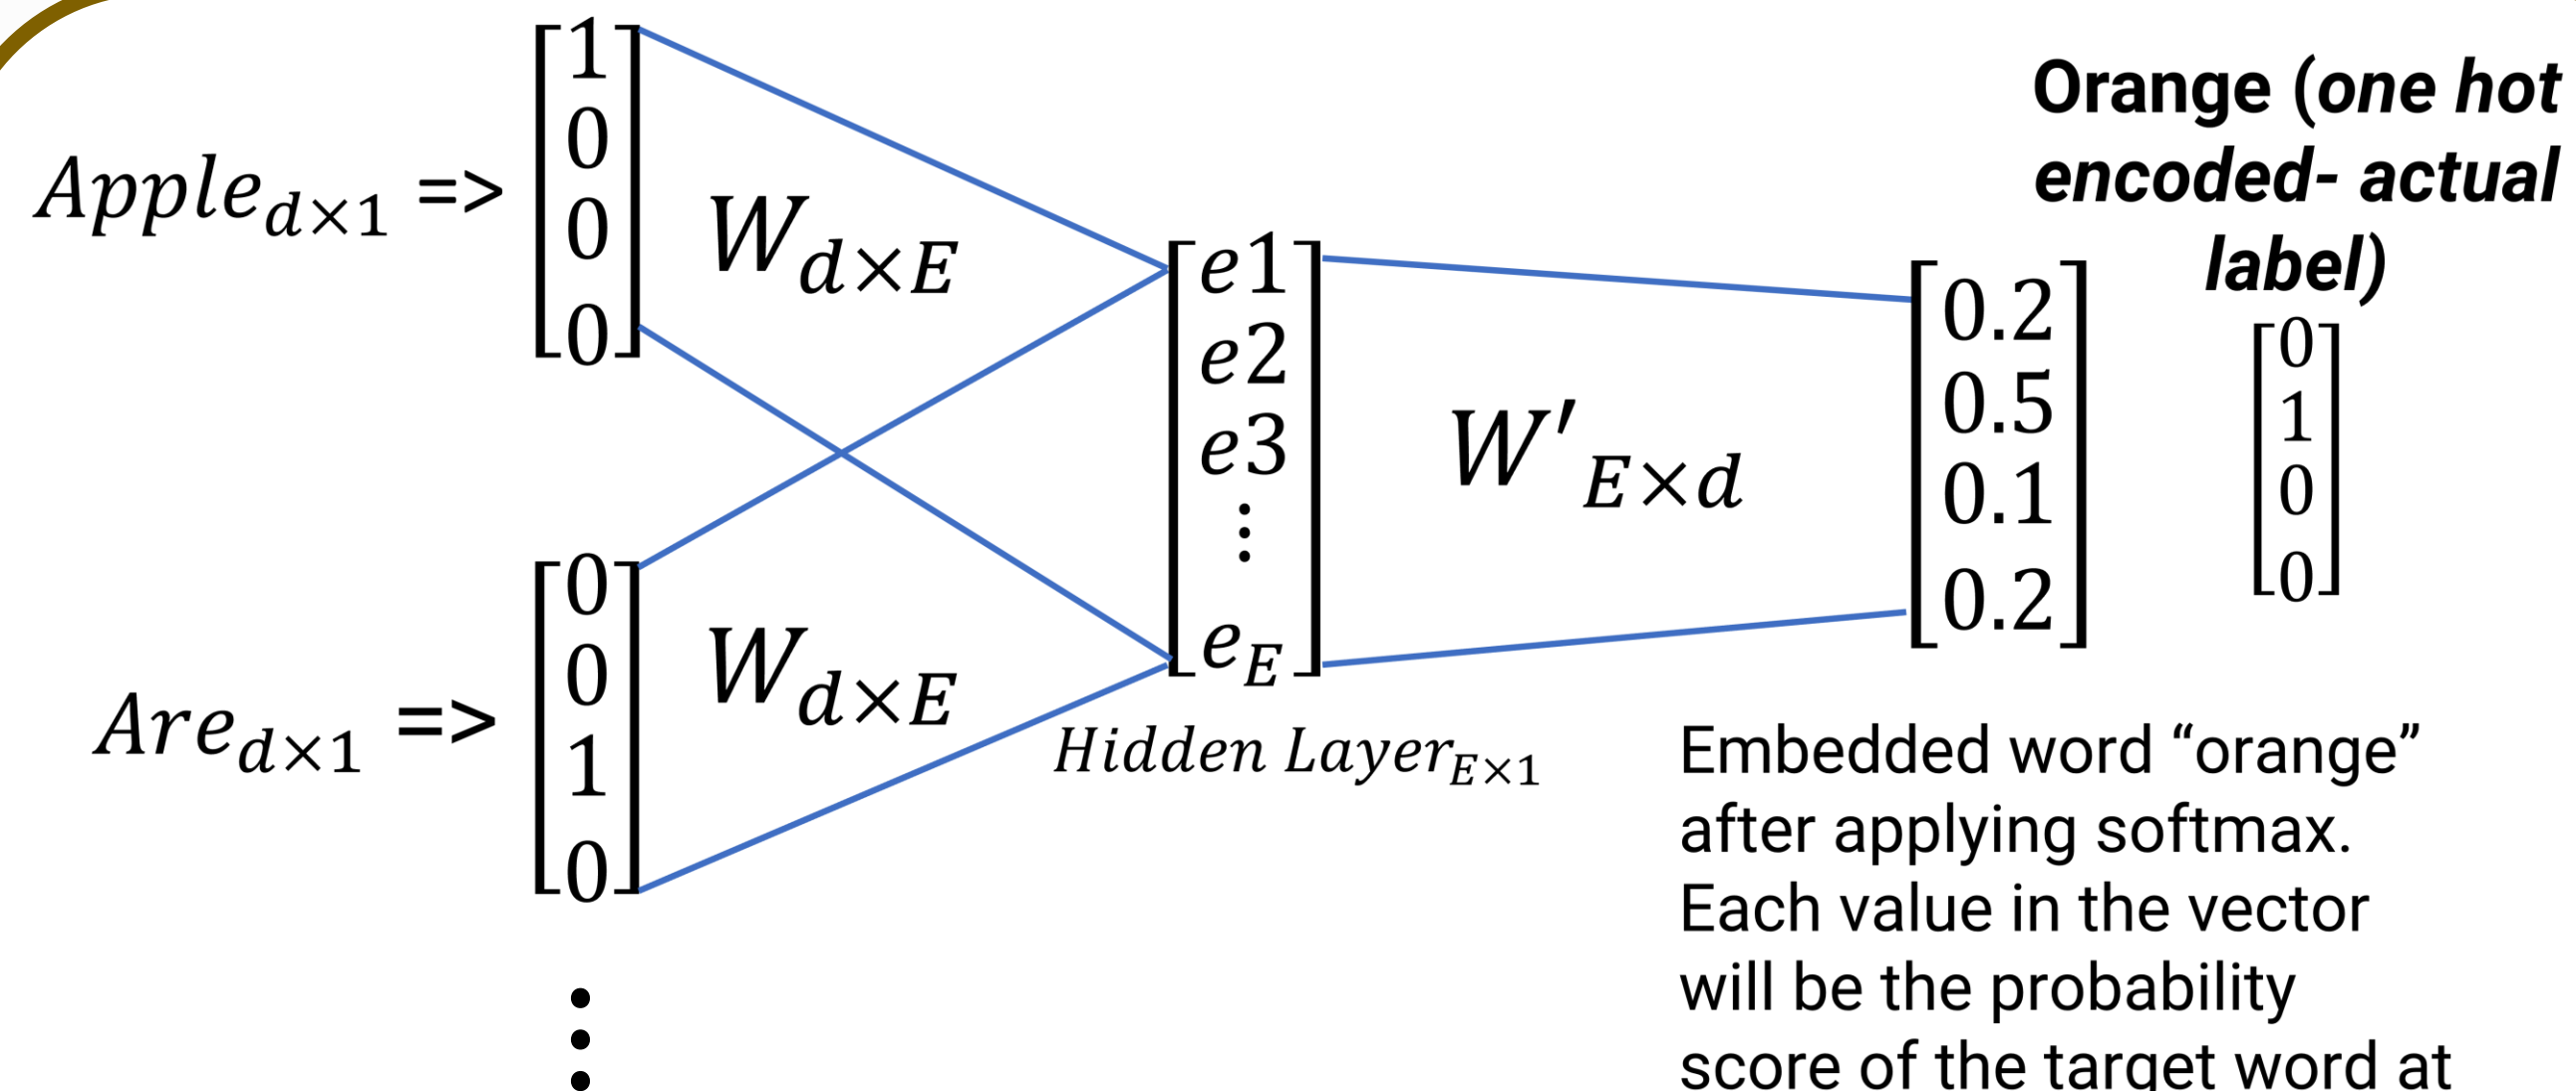 Apple_{d×1} =>
[1
0
0
0]
W_{d×E}
Are_{d×1} =>
[0
0
1
0]
W_{d×E}
⋮
[e1
e2
e3
⋮
e_E]
Hidden Layer_{E×1}
W′_{E×d}
[0.2
0.5
0.1
0.2]
Orange (one hot
encoded- actual
label)
[0
1
0
0]
Embedded word “orange”
after applying softmax.
Each value in the vector
will be the probability
score of the target word at